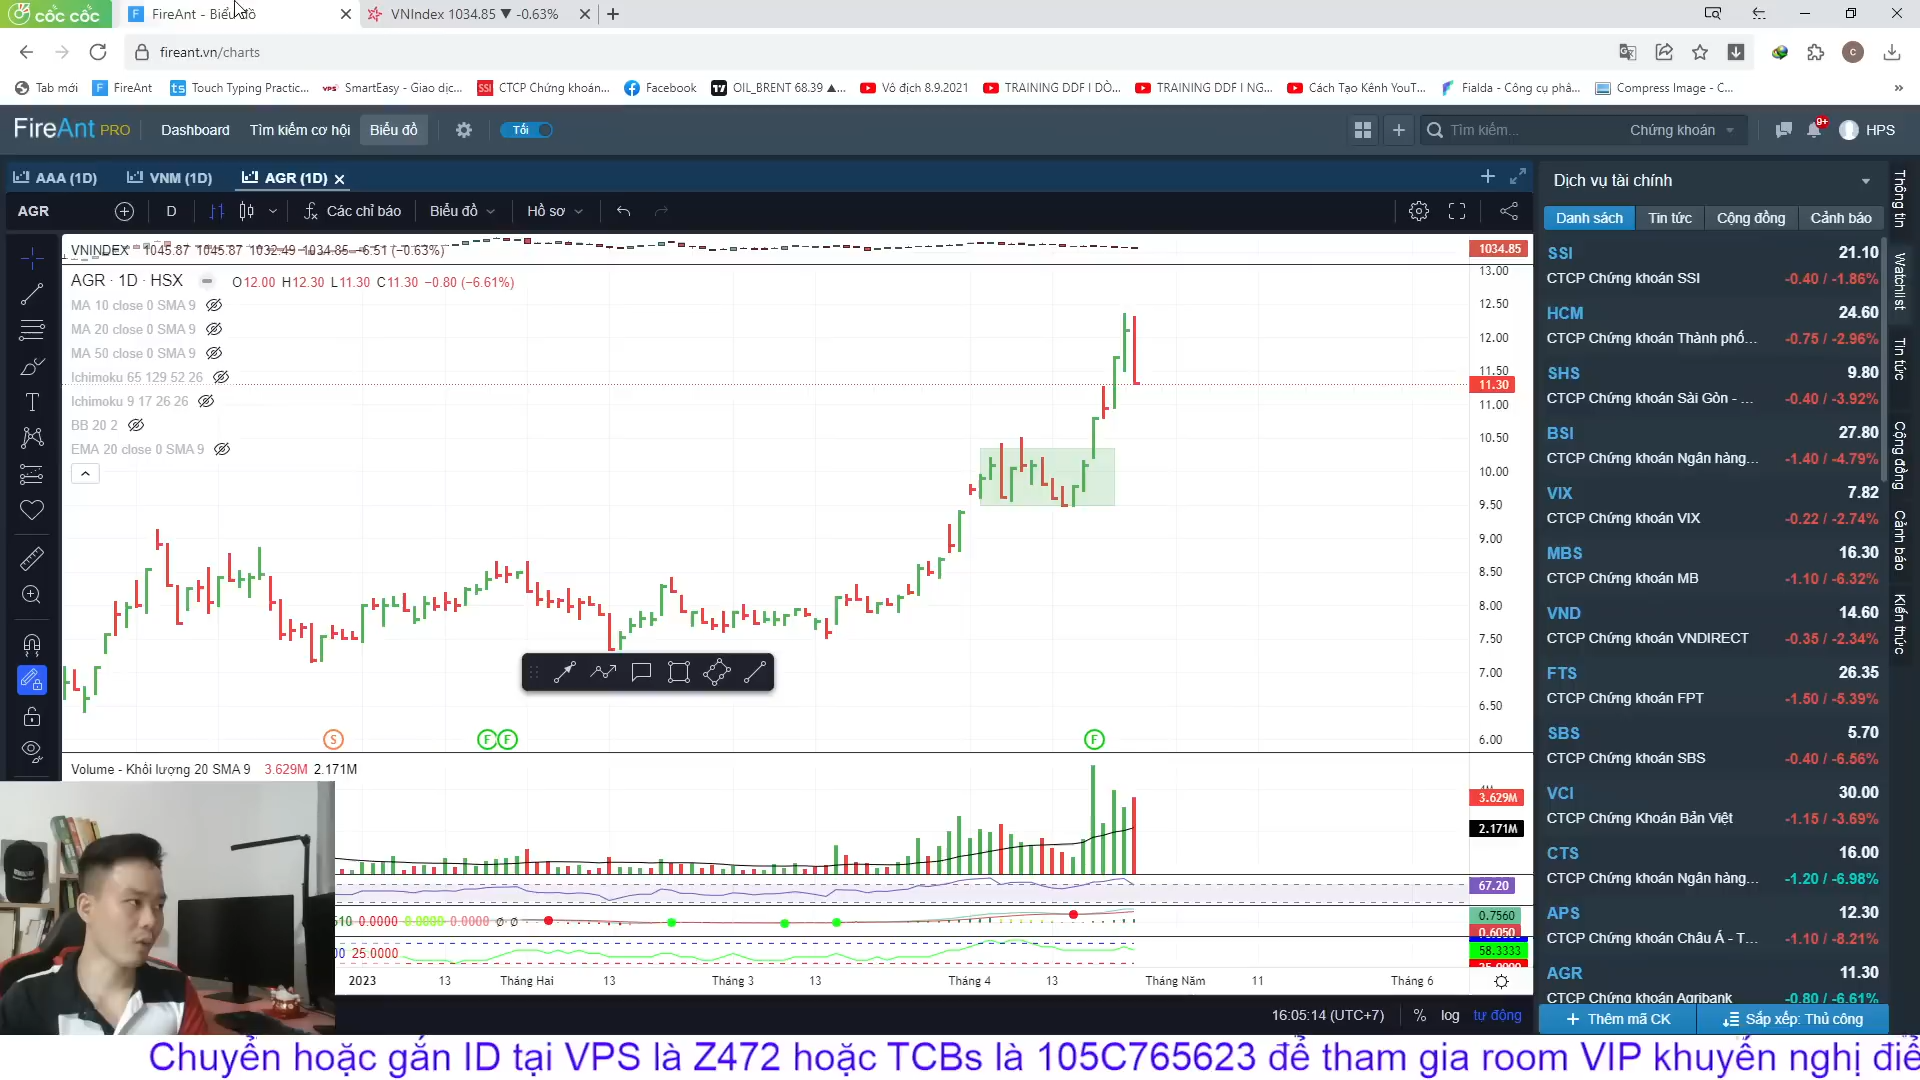 cốc cốc
FireAnt - Biểu đồ
VNIndex 1034.85 ▼ -0.63%
fireant.vn/charts
C
Tab mới
FireAnt
Touch Typing Practic...
SmartEasy - Giao dịc...
CTCP Chứng khoán...
Facebook
OIL_BRENT 68.39 ▲...
Vô địch 8.9.2021
TRAINING DDF I DÒ...
TRAINING DDF I NG...
Cách Tạo Kênh YouT...
Fialda - Công cụ phâ...
Compress Image - C...
FireAnt PRO
Dashboard
Tìm kiếm cơ hội
Biểu đồ
Tối
Tìm kiếm...
Chứng khoán
9+
HPS
AAA (1D)
VNM (1D)
AGR (1D)
AGR
D
Các chỉ báo
Biểu đồ
Hồ sơ
VNINDEX 1045.87 1045.87 1032.49 1034.85 -6.51 (-0.63%)
1034.85
AGR · 1D · HSX
O12.00 H12.30 L11.30 C11.30 -0.80 (-6.61%)
MA 10 close 0 SMA 9
MA 20 close 0 SMA 9
MA 50 close 0 SMA 9
Ichimoku 65 129 52 26
Ichimoku 9 17 26 26
BB 20 2
EMA 20 close 0 SMA 9
13.00
12.50
12.00
11.50
11.30
11.00
10.50
10.00
9.50
9.00
8.50
8.00
7.50
7.00
6.50
6.00
S
F
F
F
Volume - Khối lượng 20 SMA 9 3.629M 2.171M
3.629M
2.171M
67.20
0.0000 0.0000 0.0000
0.7560
0.6050
25.0000
58.3333
2023
13
Tháng Hai
13
Tháng 3
13
Tháng 4
13
Tháng Năm
11
Tháng 6
16:05:14 (UTC+7)
%
log
tự động
Dịch vụ tài chính
Danh sách
Tin tức
Cộng đồng
Cảnh báo
SSI 21.10
CTCP Chứng khoán SSI -0.40 / -1.86%
HCM 24.60
CTCP Chứng khoán Thành phố... -0.75 / -2.96%
SHS 9.80
CTCP Chứng khoán Sài Gòn - ... -0.40 / -3.92%
BSI 27.80
CTCP Chứng khoán Ngân hàng... -1.40 / -4.79%
VIX 7.82
CTCP Chứng khoán VIX -0.22 / -2.74%
MBS 16.30
CTCP Chứng khoán MB -1.10 / -6.32%
VND 14.60
CTCP Chứng khoán VNDIRECT -0.35 / -2.34%
FTS 26.35
CTCP Chứng khoán FPT -1.50 / -5.39%
SBS 5.70
CTCP Chứng khoán SBS -0.40 / -6.56%
VCI 30.00
CTCP Chứng Khoán Bản Việt -1.15 / -3.69%
CTS 16.00
CTCP Chứng khoán Ngân hàng... -1.20 / -6.98%
APS 12.30
CTCP Chứng khoán Châu Á - T... -1.10 / -8.21%
AGR 11.30
CTCP Chứng khoán Agribank -0.80 / -6.61%
Thêm mã CK
Sắp xếp: Thủ công
Thông tin
Watchlist
Tin tức
Cộng đồng
Cảnh báo
Kiến thức
Chuyển hoặc gắn ID tại VPS là Z472 hoặc TCBs là 105C765623 để tham gia room VIP khuyến nghị